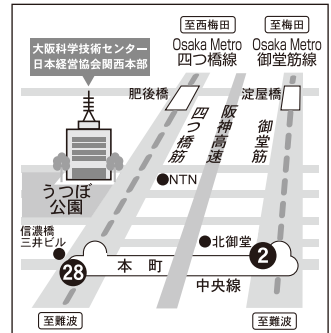 至西梅田
至梅田
Osaka Metro
四つ橋線
Osaka Metro
御堂筋線
大阪科学技術センター
日本経営協会関西本部
肥後橋
淀屋橋
四つ橋筋
阪神高速
御堂筋
NTN
うつぼ
公園
信濃橋
三井ビル
北御堂
28
本町
2
中央線
至難波
至難波